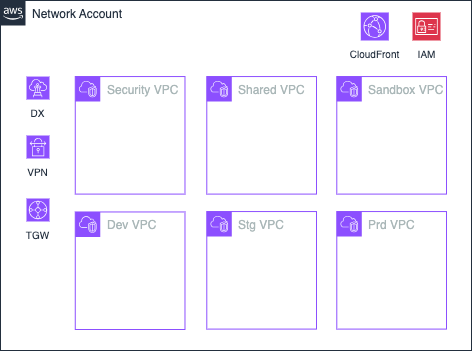 aws
Network Account
CloudFront
IAM
DX
VPN
TGW
Security VPC
Shared VPC
Sandbox VPC
Dev VPC
Stg VPC
Prd VPC